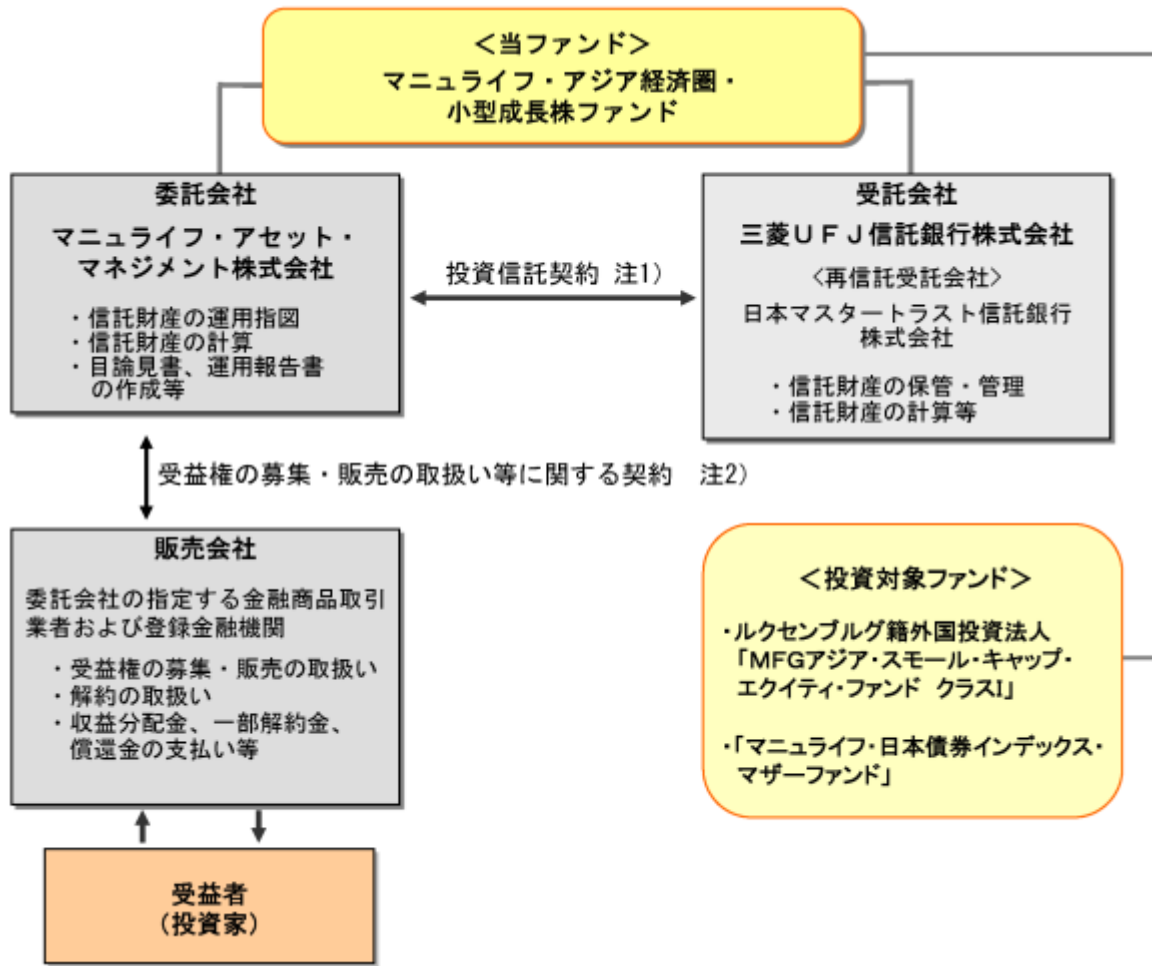 ＜当ファンド＞
マニュライフ・アジア経済圏・
小型成長株ファンド
委託会社
マニュライフ・アセット・
マネジメント株式会社
・信託財産の運用指図
・信託財産の計算
・目論見書、運用報告書
の作成等
投資信託契約 注1）
受託会社
三菱ＵＦＪ信託銀行株式会社
〈再信託受託会社〉
日本マスタートラスト信託銀行
株式会社
・信託財産の保管・管理
・信託財産の計算等
受益権の募集・販売の取扱い等に関する契約 注2）
販売会社
委託会社の指定する金融商品取引
業者および登録金融機関
・受益権の募集・販売の取扱い
・解約の取扱い
・収益分配金、一部解約金、
償還金の支払い等
＜投資対象ファンド＞
・ルクセンブルグ籍外国投資法人
「MFGアジア・スモール・キャップ・
エクイティ・ファンド クラスI」
・「マニュライフ・日本債券インデックス・
マザーファンド」
受益者
（投資家）